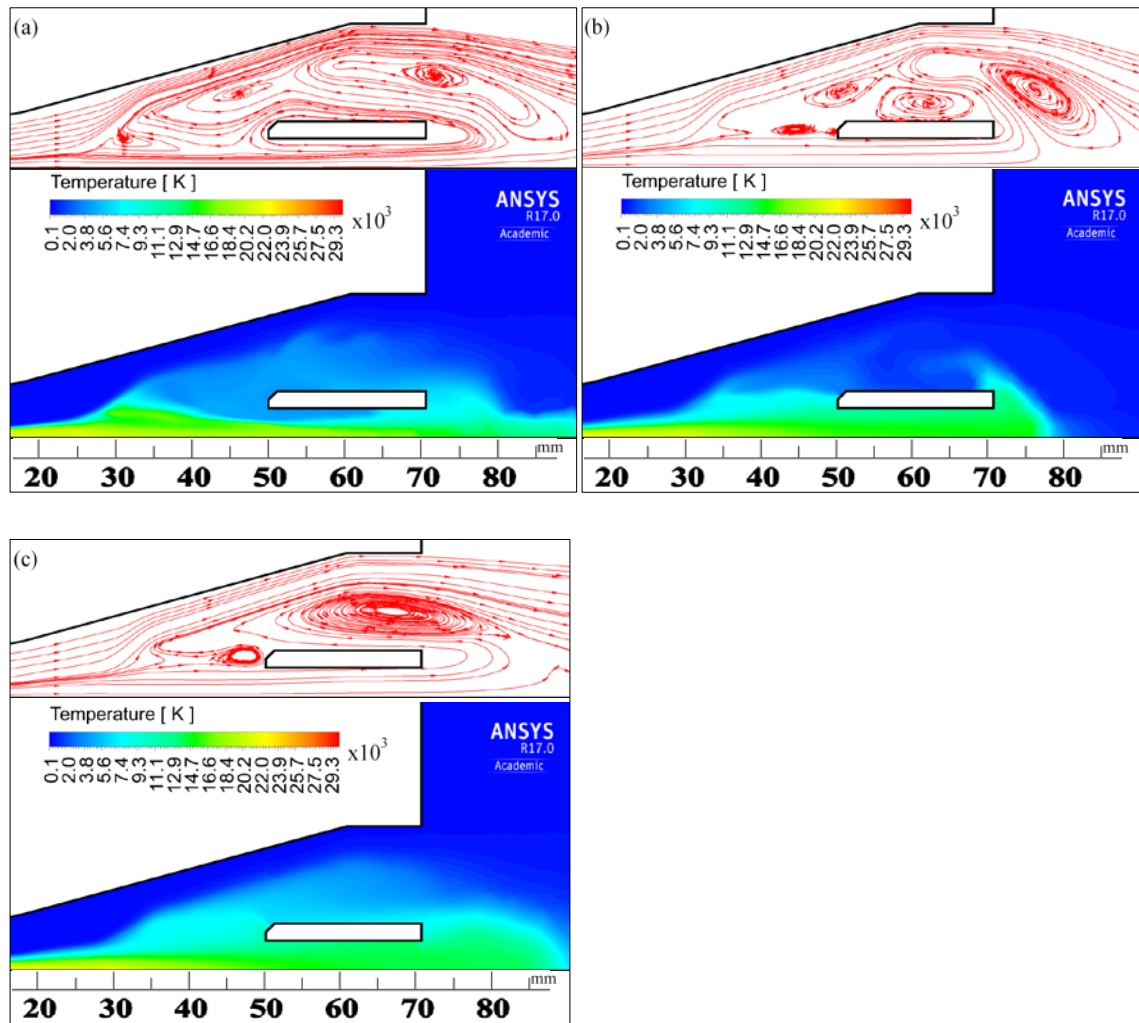 (a)
Temperature [ K ]
x10³
0.1 2.0 3.8 5.6 7.4 9.3 11.1 12.9 14.7 16.6 18.4 20.2 22.0 23.9 25.7 27.5 29.3
ANSYS
R17.0
Academic
mm
20 30 40 50 60 70 80
(b)
Temperature [ K ]
x10³
0.1 2.0 3.8 5.6 7.4 9.3 11.1 12.9 14.7 16.6 18.4 20.2 22.0 23.9 25.7 27.5 29.3
ANSYS
R17.0
Academic
mm
20 30 40 50 60 70 80
(c)
Temperature [ K ]
x10³
0.1 2.0 3.8 5.6 7.4 9.3 11.1 12.9 14.7 16.6 18.4 20.2 22.0 23.9 25.7 27.5 29.3
ANSYS
R17.0
Academic
mm
20 30 40 50 60 70 80